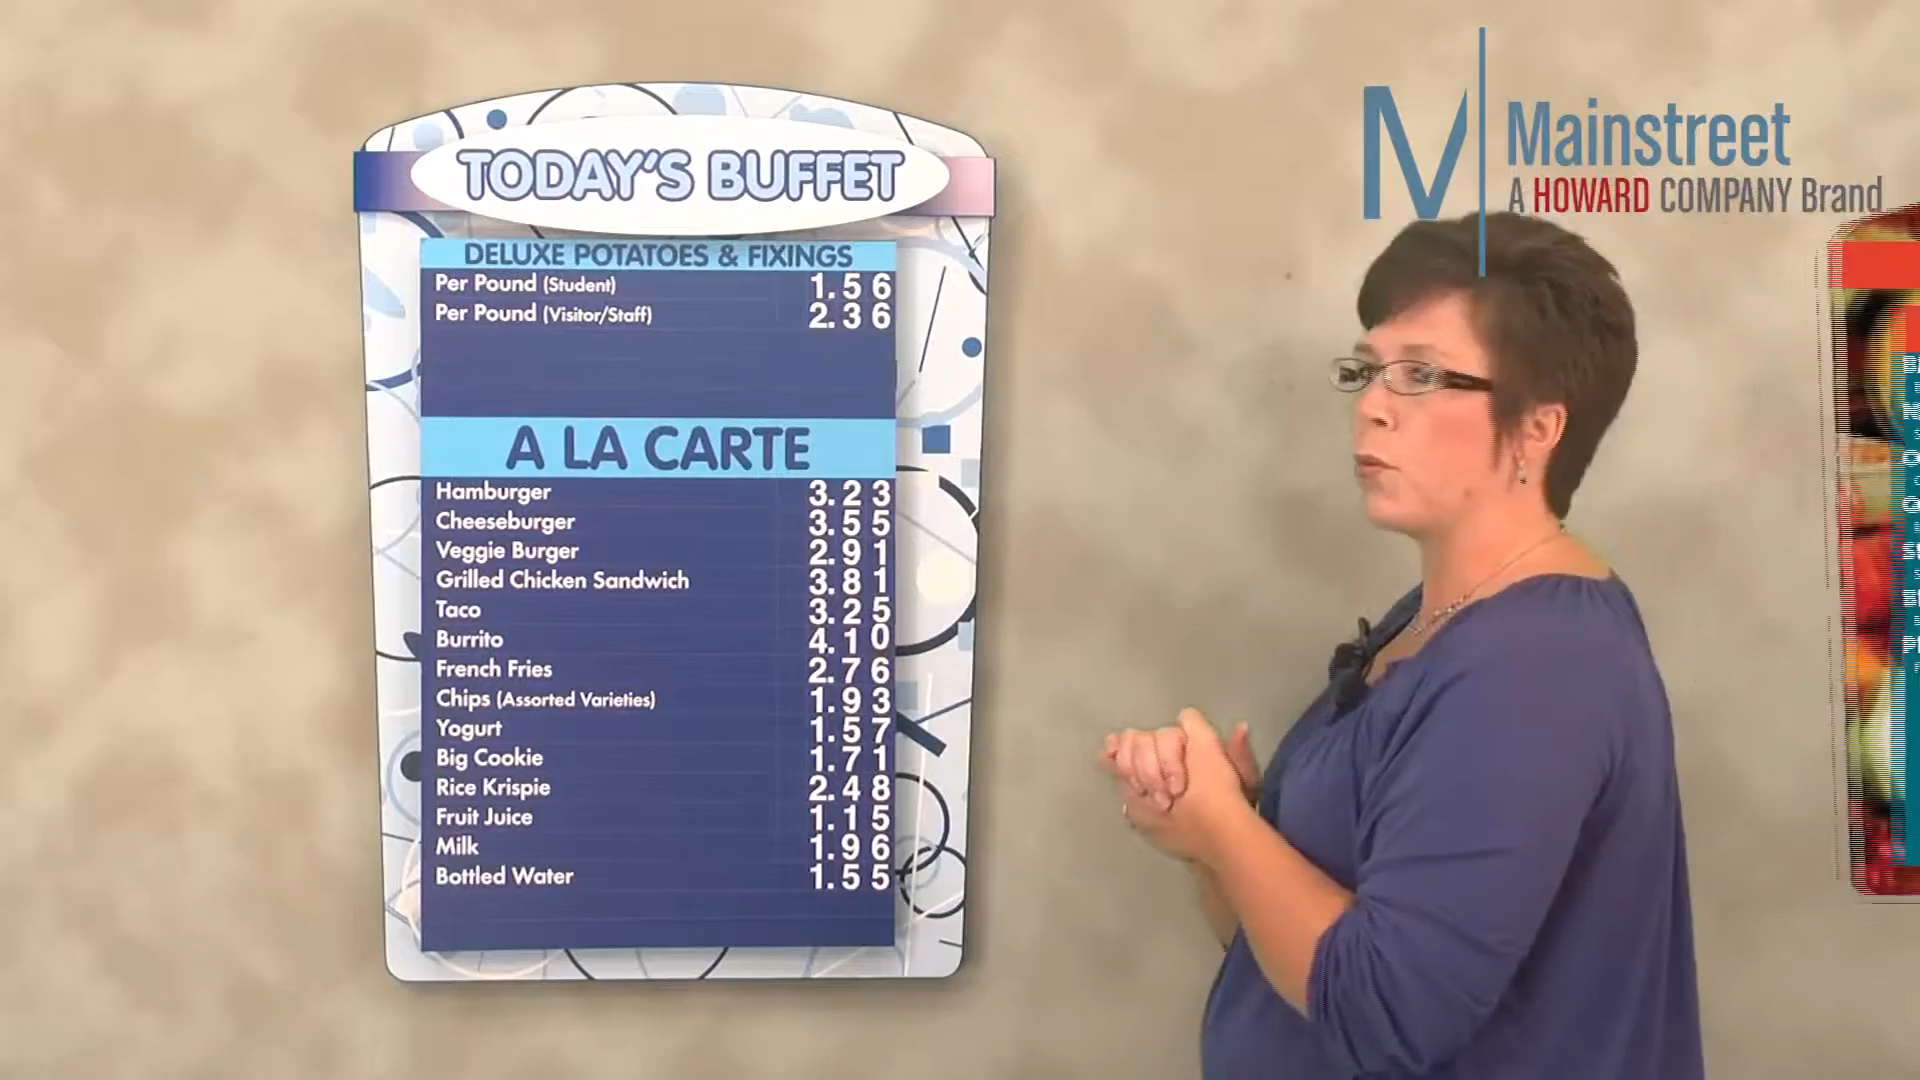 TODAY'S BUFFET
DELUXE POTATOES & FIXINGS
Per Pound (Student) 1.56
Per Pound (Visitor/Staff) 2.36
A LA CARTE
Hamburger 3.23
Cheeseburger 3.55
Veggie Burger 2.91
Grilled Chicken Sandwich 3.81
Taco 3.25
Burrito 4.10
French Fries 2.76
Chips (Assorted Varieties) 1.93
Yogurt 1.57
Big Cookie 1.71
Rice Krispie 2.48
Fruit Juice 1.15
Milk 1.96
Bottled Water 1.55
M Mainstreet
A HOWARD COMPANY Brand